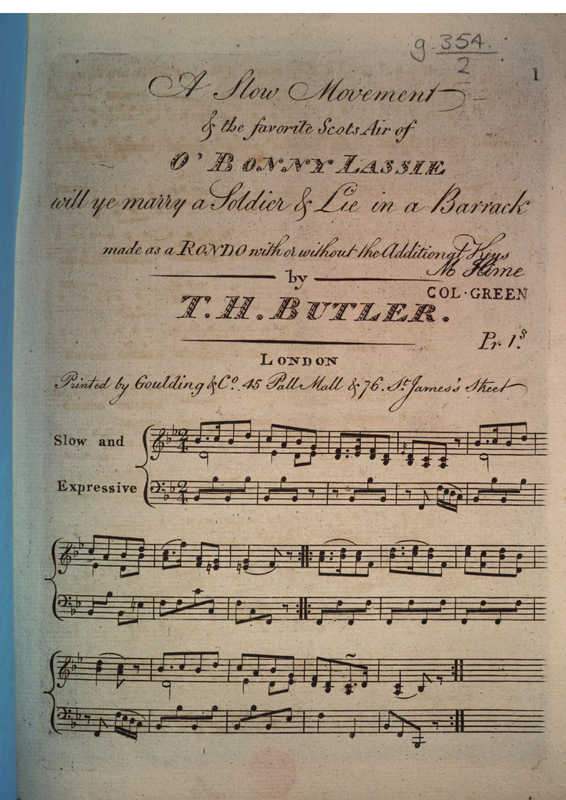 g. 354.
2
1
A Slow Movement
& the favorite Scots Air of
O' BONNY LASSIE
will ye marry a Soldier & Lie in a Barrack
made as a RONDO with or without the Additional Keys
by
T. H. BUTLER.
COL·GREEN
Pr. 1.s
LONDON
Printed by Goulding & Co. 45 Pall Mall & 76. St. James's Street
Slow and
Expressive